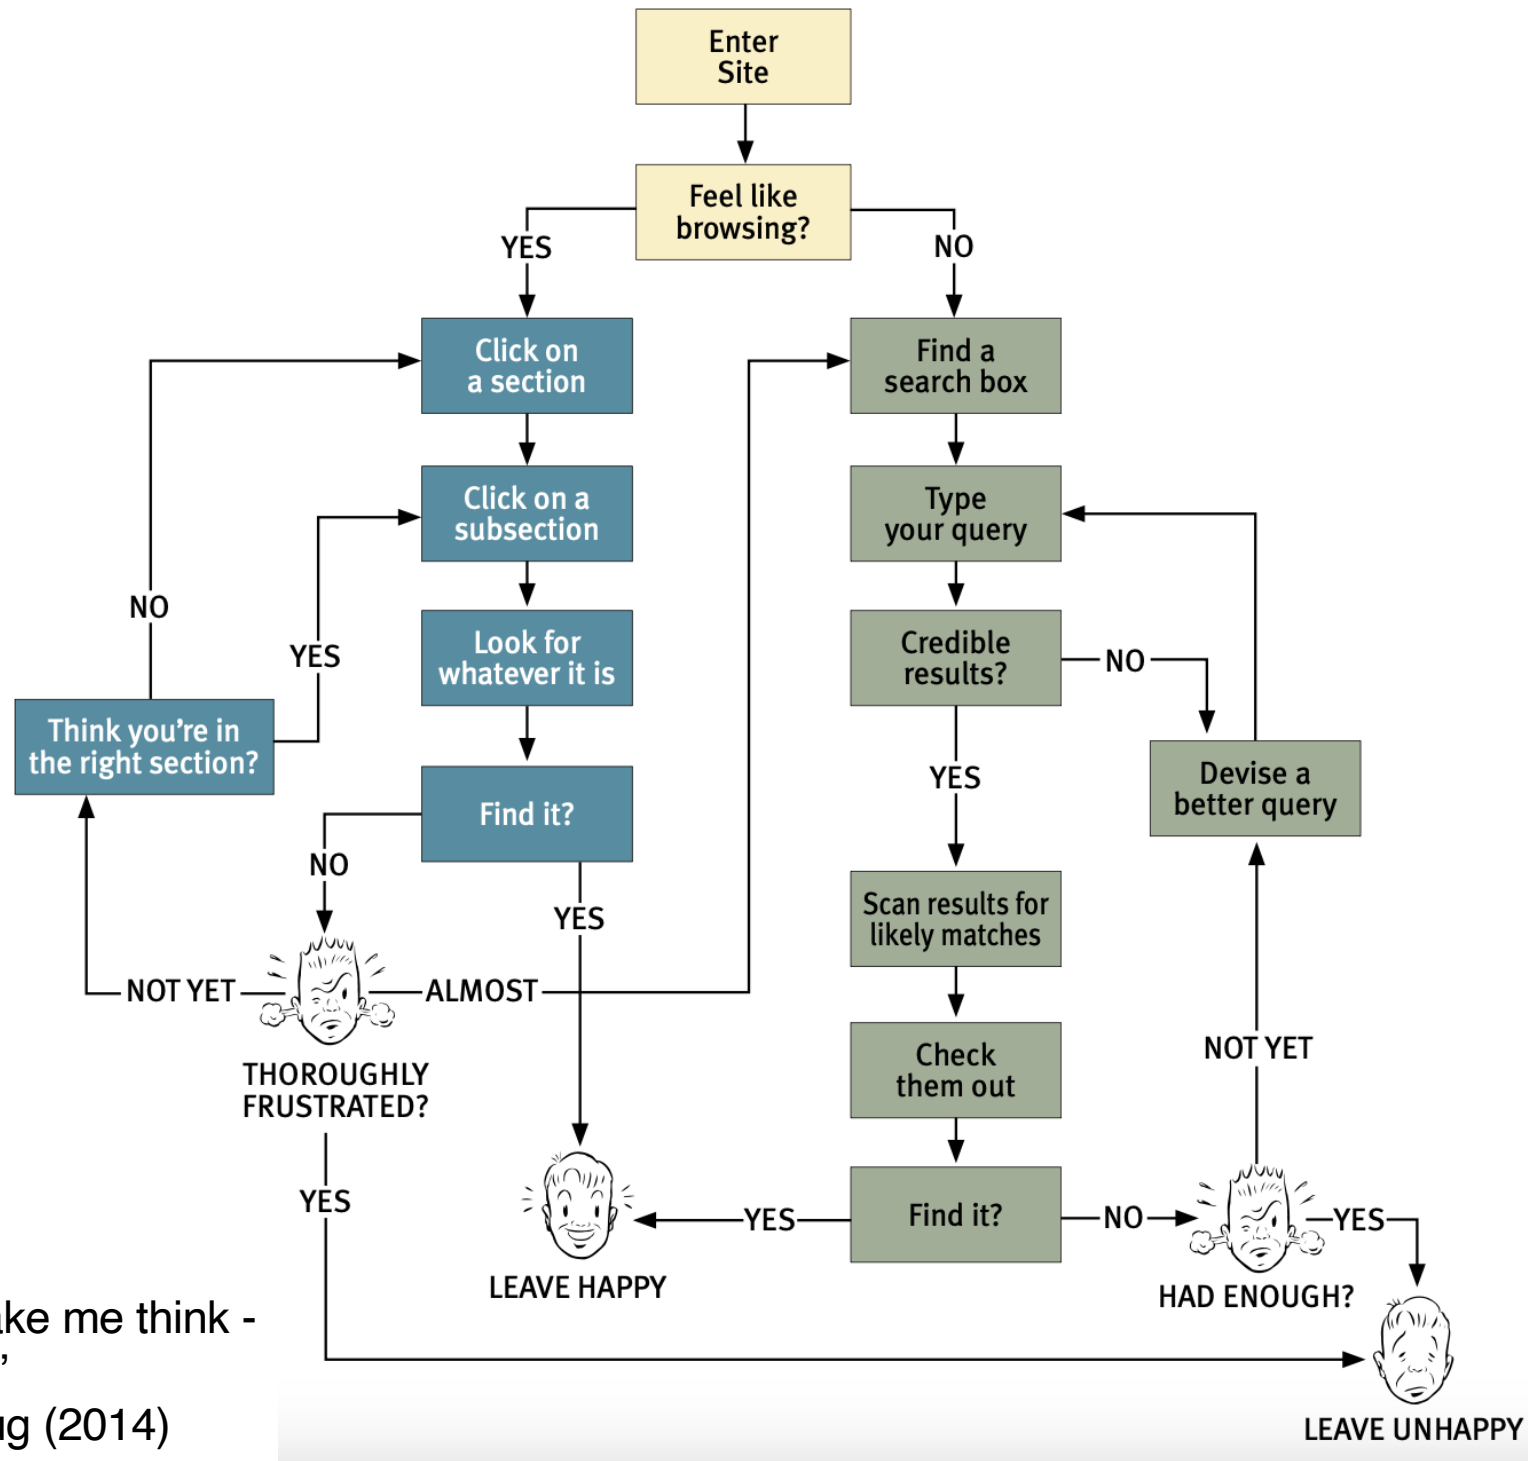 Enter
Site
Feel like
browsing?
YES
NO
Click on
a section
Find a
search box
Click on a
subsection
Type
your query
NO
YES
Look for
whatever it is
Credible
results?
NO
Think you're in
the right section?
YES
Devise a
better query
Find it?
NO
YES
Scan results for
likely matches
NOT YET
ALMOST
THOROUGHLY
FRUSTRATED?
Check
them out
NOT YET
YES
LEAVE HAPPY
YES
Find it?
NO
YES
HAD ENOUGH?
LEAVE UNHAPPY
me think -
’
(2014)